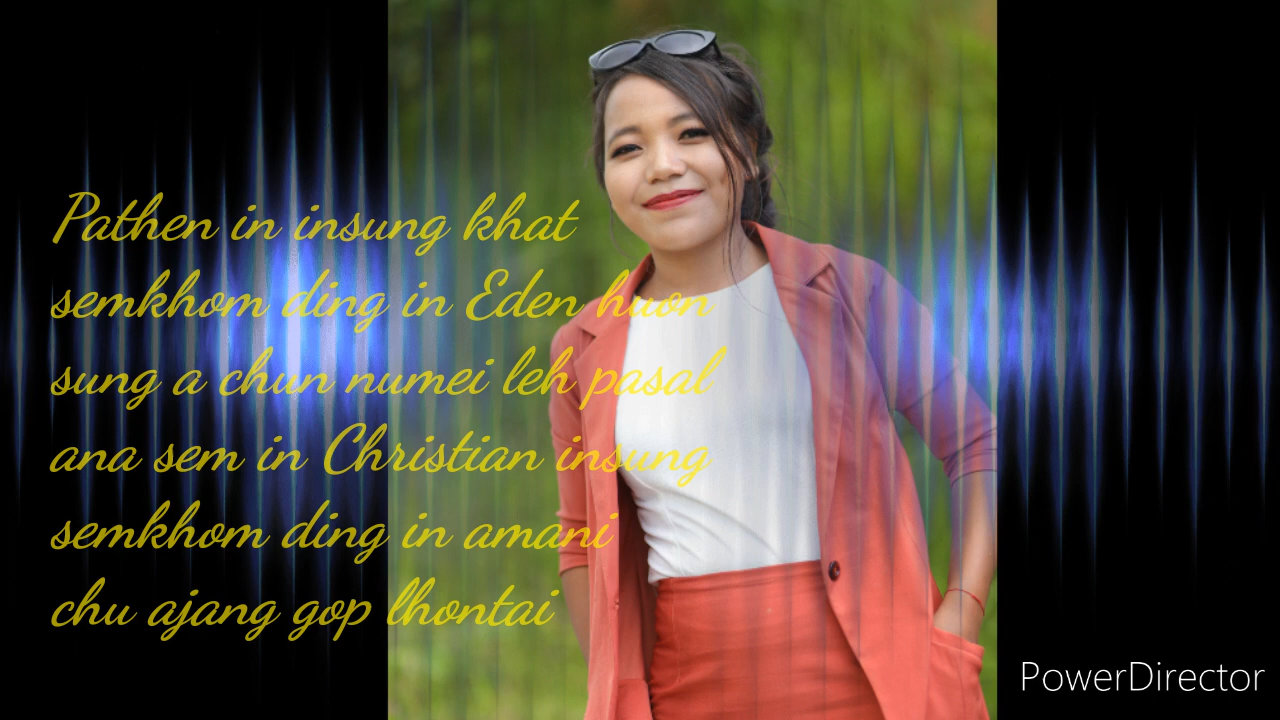 Pathen in insung khat
semkhom ding in Eden huon
sung a chun numei leh pasal
ana sem in Christian insung
semkhom ding in amani
chu ajang gop lhontai
PowerDirector